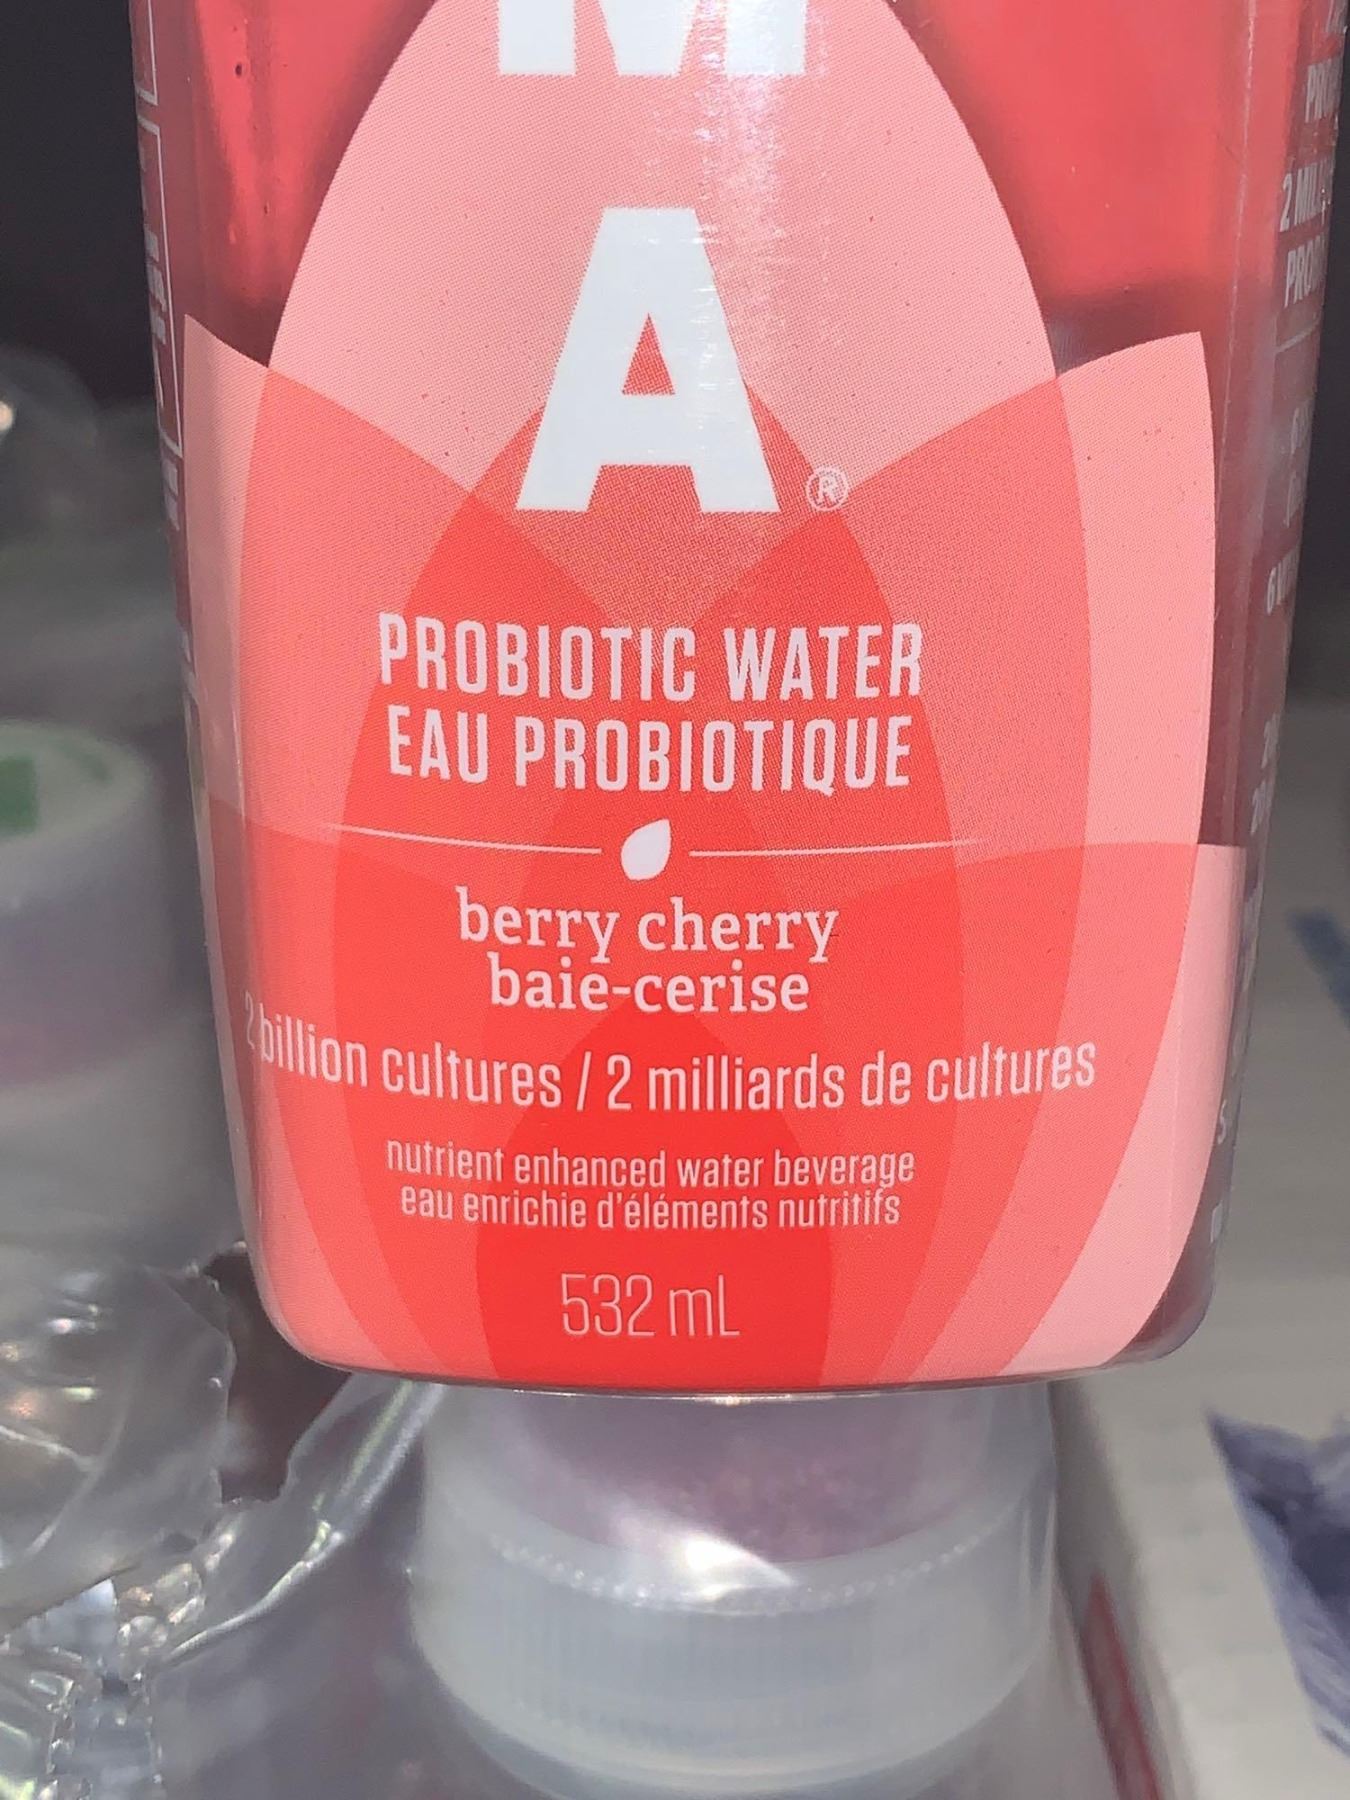 M
A®
PROBIOTIC WATER
EAU PROBIOTIQUE
berry cherry
baie-cerise
2 billion cultures / 2 milliards de cultures
nutrient enhanced water beverage
eau enrichie d'éléments nutritifs
532 mL